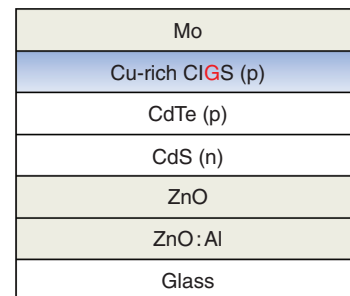 Mo
Cu-rich CIGS (p)
CdTe (p)
CdS (n)
ZnO
ZnO:Al
Glass